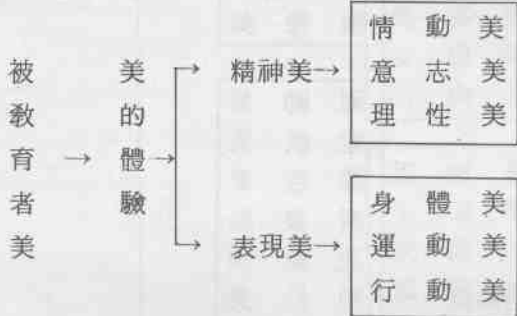 被教育者美
→
美的體驗
→
→ 精神美→
情動美
意志美
理性美
→ 表現美→
身體美
運動美
行動美